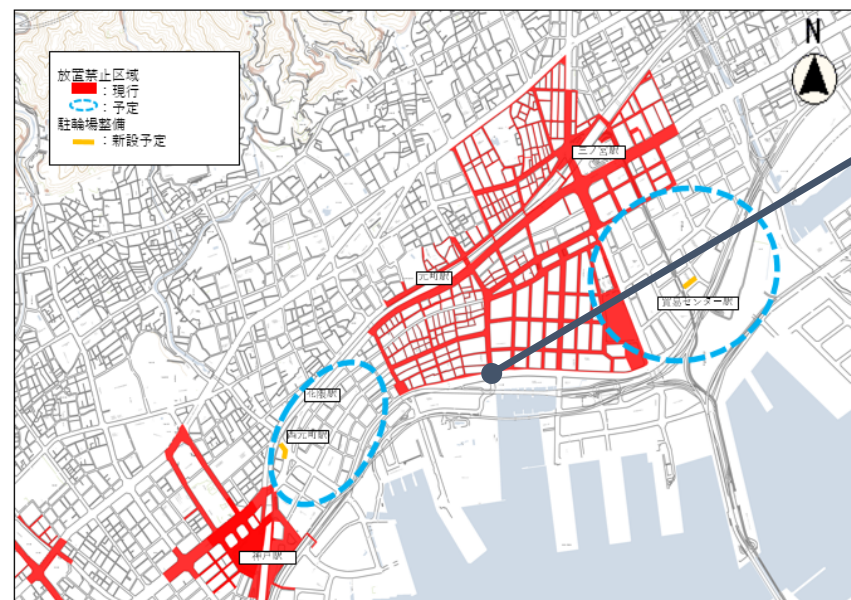 N
放置禁止区域
：現行
：予定
駐輪場整備
：新設予定
三ノ宮駅
元町駅
貿易センター駅
花隈駅
西元町駅
神戸駅